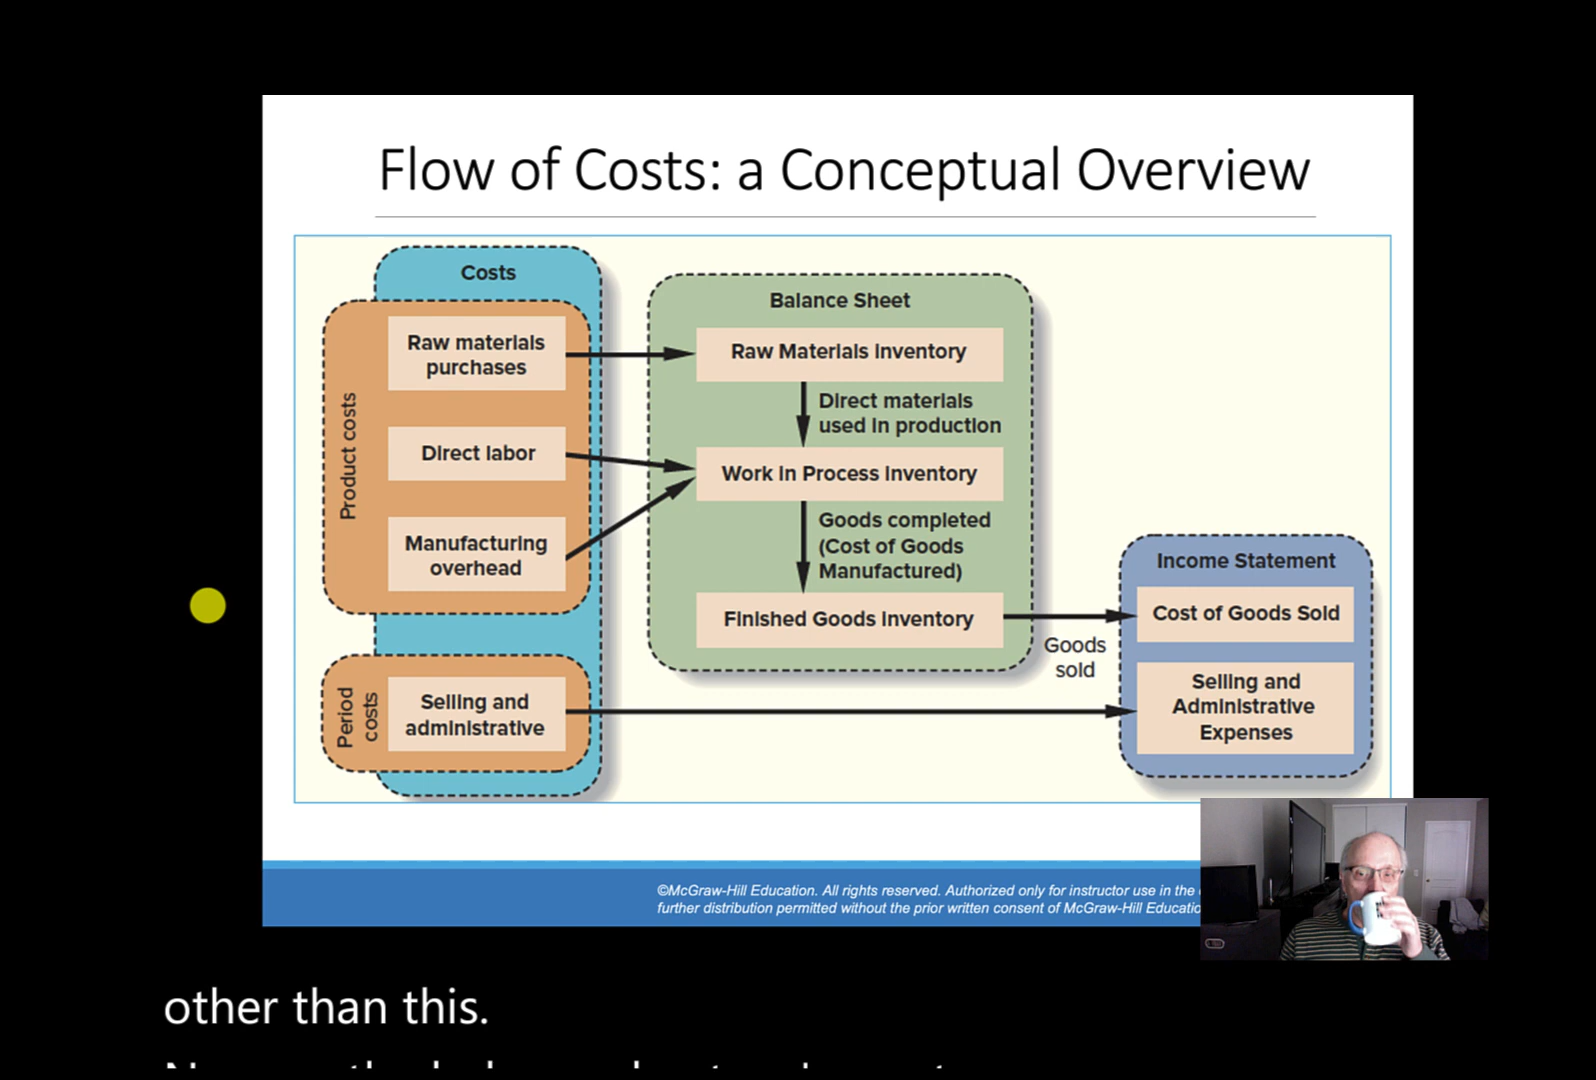 Flow of Costs: a Conceptual Overview
Costs
Product costs
Raw materials
purchases
Direct labor
Manufacturing
overhead
Period
costs
Selling and
administrative
Balance Sheet
Raw Materials Inventory
Direct materials
used in production
Work in Process Inventory
Goods completed
(Cost of Goods
Manufactured)
Finished Goods Inventory
Goods
sold
Income Statement
Cost of Goods Sold
Selling and
Administrative
Expenses
©McGraw-Hill Education. All rights reserved. Authorized only for instructor use in the
further distribution permitted without the prior written consent of McGraw-Hill
other than this.